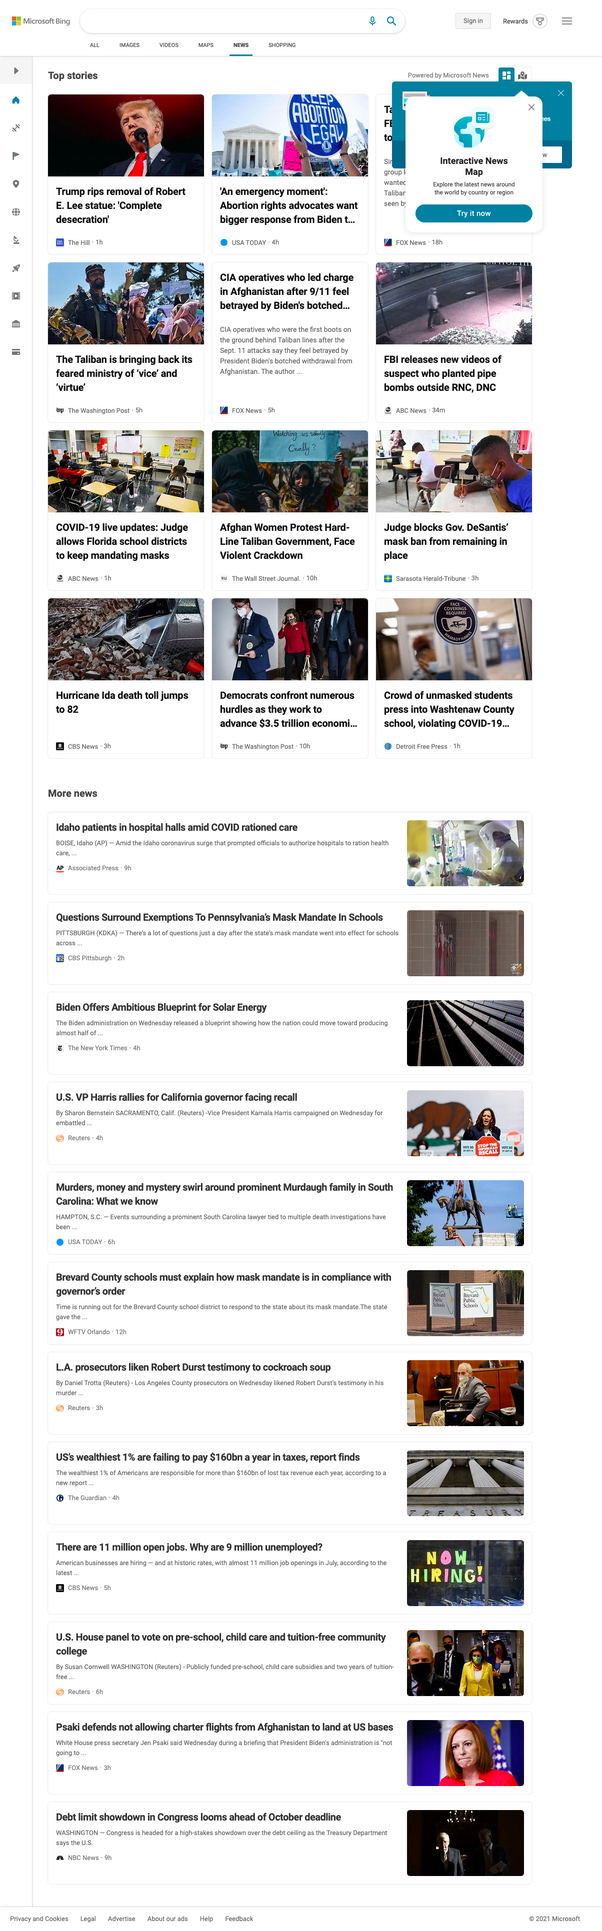 Microsoft Bing
Sign in
Rewards
ALL
IMAGES
VIDEOS
MAPS
NEWS
SHOPPING
Top stories
Powered by Microsoft News
Interactive News
Map
Explore the latest news around
the world by country or region
Try it now
KEEP
ABORTION
LEGAL
Trump rips removal of Robert
E. Lee statue: 'Complete
desecration'
The Hill · 1h
'An emergency moment':
Abortion rights advocates want
bigger response from Biden t...
USA TODAY · 4h
FOX News · 18h
The Taliban is bringing back its
feared ministry of ‘vice’ and
‘virtue’
The Washington Post · 5h
CIA operatives who led charge
in Afghanistan after 9/11 feel
betrayed by Biden's botched...
CIA operatives who were the first boots on
the ground behind Taliban lines after the
Sept. 11 attacks say they feel betrayed by
President Biden's botched withdrawal from
Afghanistan. The author ...
FOX News · 5h
FBI releases new videos of
suspect who planted pipe
bombs outside RNC, DNC
ABC News · 34m
COVID-19 live updates: Judge
allows Florida school districts
to keep mandating masks
ABC News · 1h
Afghan Women Protest Hard-
Line Taliban Government, Face
Violent Crackdown
The Wall Street Journal. · 10h
Judge blocks Gov. DeSantis’
mask ban from remaining in
place
Sarasota Herald-Tribune · 3h
FACE
COVERINGS
REQUIRED
Hurricane Ida death toll jumps
to 82
CBS News · 3h
Democrats confront numerous
hurdles as they work to
advance $3.5 trillion economi...
The Washington Post · 10h
Crowd of unmasked students
press into Washtenaw County
school, violating COVID-19...
Detroit Free Press · 1h
More news
Idaho patients in hospital halls amid COVID rationed care
BOISE, Idaho (AP) — Amid the Idaho coronavirus surge that prompted officials to authorize hospitals to ration health
care, ...
AP Associated Press · 9h
Questions Surround Exemptions To Pennsylvania’s Mask Mandate In Schools
PITTSBURGH (KDKA) — There's a lot of questions just a day after the state's mask mandate went into effect for schools
across ...
CBS Pittsburgh · 2h
Biden Offers Ambitious Blueprint for Solar Energy
The Biden administration on Wednesday released a blueprint showing how the nation could move toward producing
almost half of ...
The New York Times · 4h
U.S. VP Harris rallies for California governor facing recall
By Sharon Bernstein SACRAMENTO, Calif. (Reuters) -Vice President Kamala Harris campaigned on Wednesday for
embattled ...
Reuters · 4h
STOP THE
RECALL
Murders, money and mystery swirl around prominent Murdaugh family in South
Carolina: What we know
HAMPTON, S.C. — Events surrounding a prominent South Carolina lawyer tied to multiple death investigations have
been ...
USA TODAY · 6h
Brevard County schools must explain how mask mandate is in compliance with
governor’s order
Time is running out for the Brevard County school district to respond to the state about its mask mandate.The state
gave the ...
WFTV Orlando · 12h
Brevard
Public
Schools
Brevard
Public
Schools
L.A. prosecutors liken Robert Durst testimony to cockroach soup
By Daniel Trotta (Reuters) - Los Angeles County prosecutors on Wednesday likened Robert Durst's testimony in his
murder ...
Reuters · 3h
US’s wealthiest 1% are failing to pay $160bn a year in taxes, report finds
The wealthiest 1% of Americans are responsible for more than $160bn of lost tax revenue each year, according to a
new report ...
The Guardian · 4h
There are 11 million open jobs. Why are 9 million unemployed?
American businesses are hiring — and at historic rates, with almost 11 million job openings in July, according to the
latest ...
CBS News · 5h
NOW
HIRING!
U.S. House panel to vote on pre-school, child care and tuition-free community
college
By Susan Cornwell WASHINGTON (Reuters) - Publicly funded pre-school, child care subsidies and two years of tuition-
free ...
Reuters · 6h
Psaki defends not allowing charter flights from Afghanistan to land at US bases
White House press secretary Jen Psaki said Wednesday during a briefing that President Biden's administration is "not
going to ...
FOX News · 3h
Debt limit showdown in Congress looms ahead of October deadline
WASHINGTON — Congress is headed for a high-stakes showdown over the debt ceiling as the Treasury Department
says the U.S.
NBC News · 9h
Privacy and Cookies
Legal
Advertise
About our ads
Help
Feedback
© 2021 Microsoft